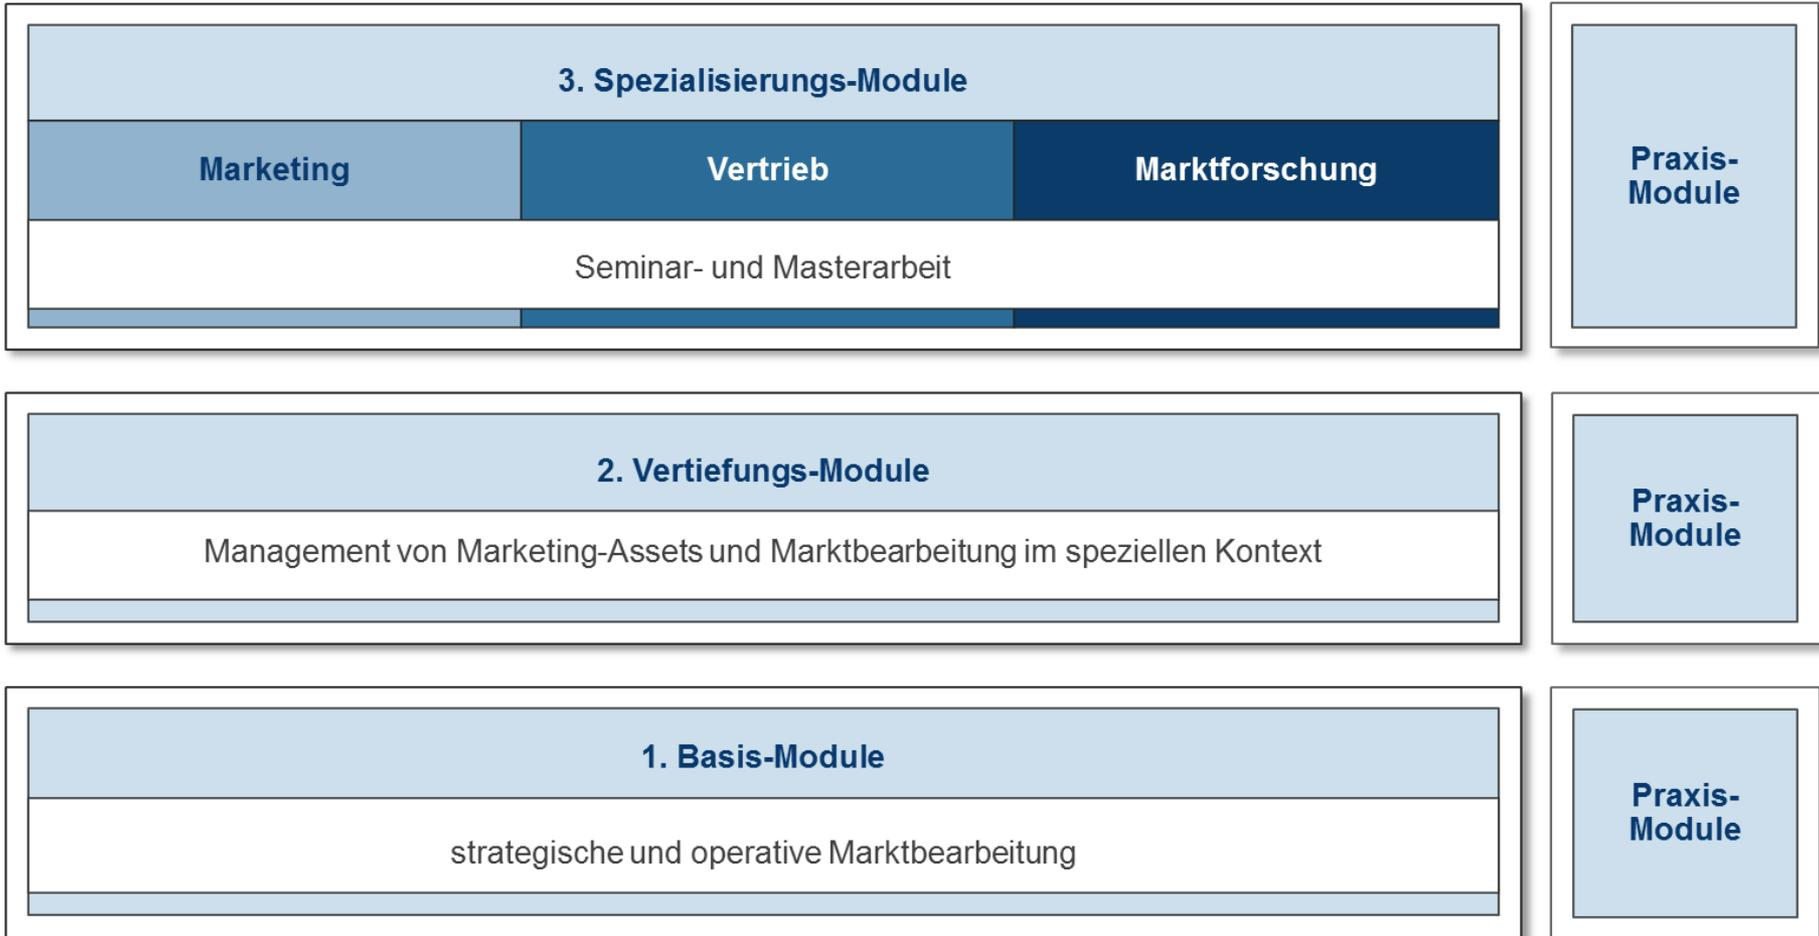 3. Spezialisierungs-Module
Marketing
Vertrieb
Marktforschung
Seminar- und Masterarbeit
Praxis-
Module
2. Vertiefungs-Module
Management von Marketing-Assets und Marktbearbeitung im speziellen Kontext
Praxis-
Module
1. Basis-Module
strategische und operative Marktbearbeitung
Praxis-
Module